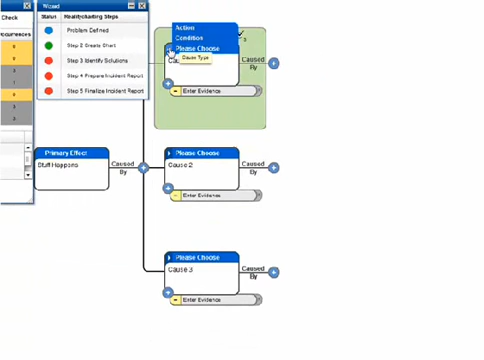 Check
ccurrences
Wizard
Realitycharting Steps
Status
Problem Defined
Step 2 Create Chart
Step 3 Identify Solutions
Step 4 Prepare Incident Report
Step 5 Finalize Incident Report
Action
Condition
Please Choose
Cause Type
Cau
Caused
By
Enter Evidence
Primary Effect
Stuff Happens
Caused
By
Please Choose
Cause 2
Caused
By
Enter Evidence
Please Choose
Cause 3
Caused
By
Enter Evidence